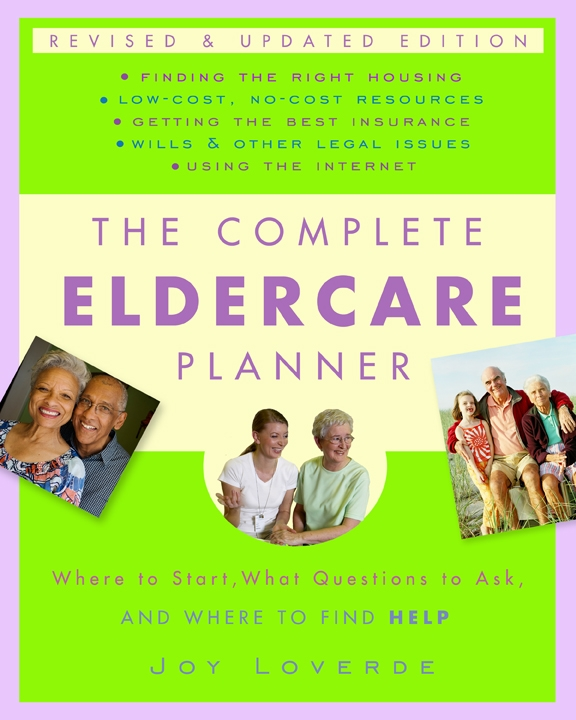 REVISED & UPDATED EDITION
• FINDING THE RIGHT HOUSING
• LOW-COST, NO-COST RESOURCES
• GETTING THE BEST INSURANCE
• WILLS & OTHER LEGAL ISSUES
• USING THE INTERNET
THE COMPLETE
ELDERCARE
PLANNER
Where to Start, What Questions to Ask,
AND WHERE TO FIND HELP
JOY LOVERDE